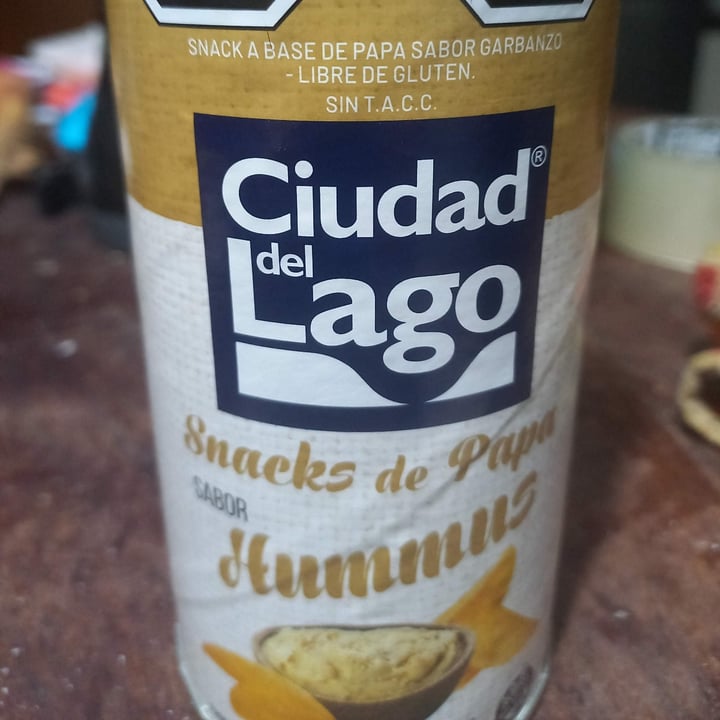 SNACK A BASE DE PAPA SABOR GARBANZO
- LIBRE DE GLUTEN.
SIN T.A.C.C.
Ciudad®
del
Lago
Snacks de Papa
SABOR
Hummus